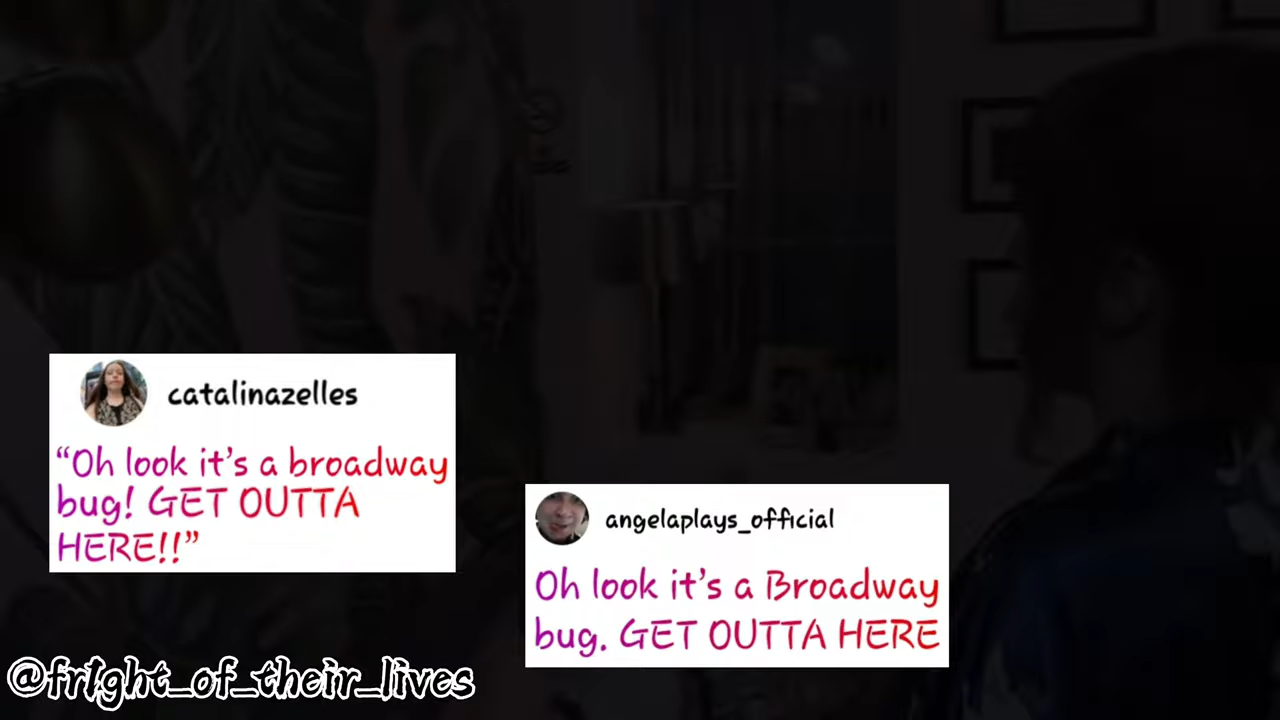 catalinazelles
“Oh look it’s a broadway
bug! GET OUTTA
HERE!!”
angelaplays_official
Oh look it’s a Broadway
bug. GET OUTTA HERE
@fright_of_their_lives